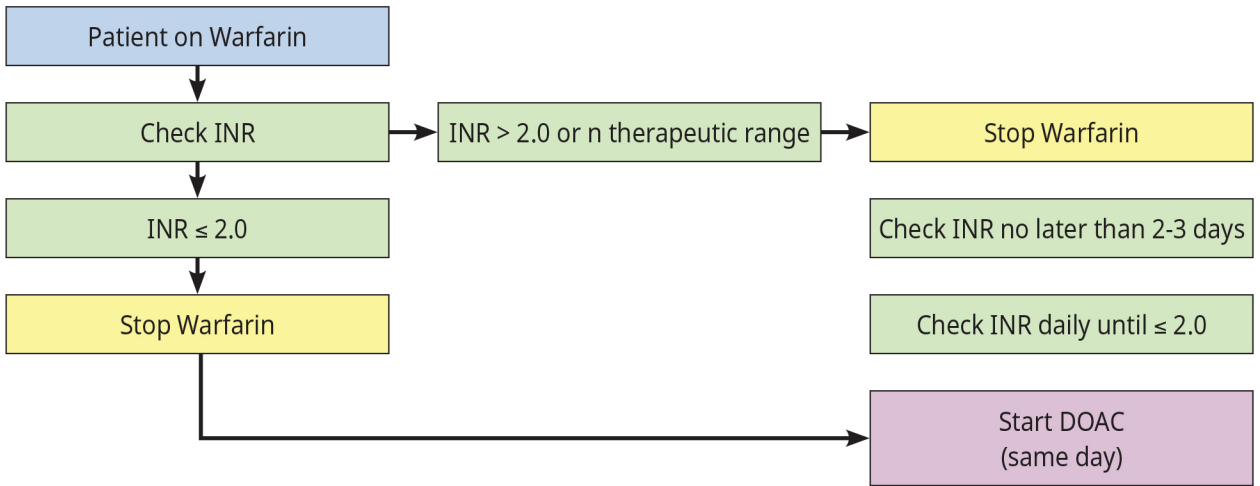 Patient on Warfarin
Check INR
INR > 2.0 or n therapeutic range
Stop Warfarin
INR ≤ 2.0
Check INR no later than 2-3 days
Stop Warfarin
Check INR daily until ≤ 2.0
Start DOAC
(same day)